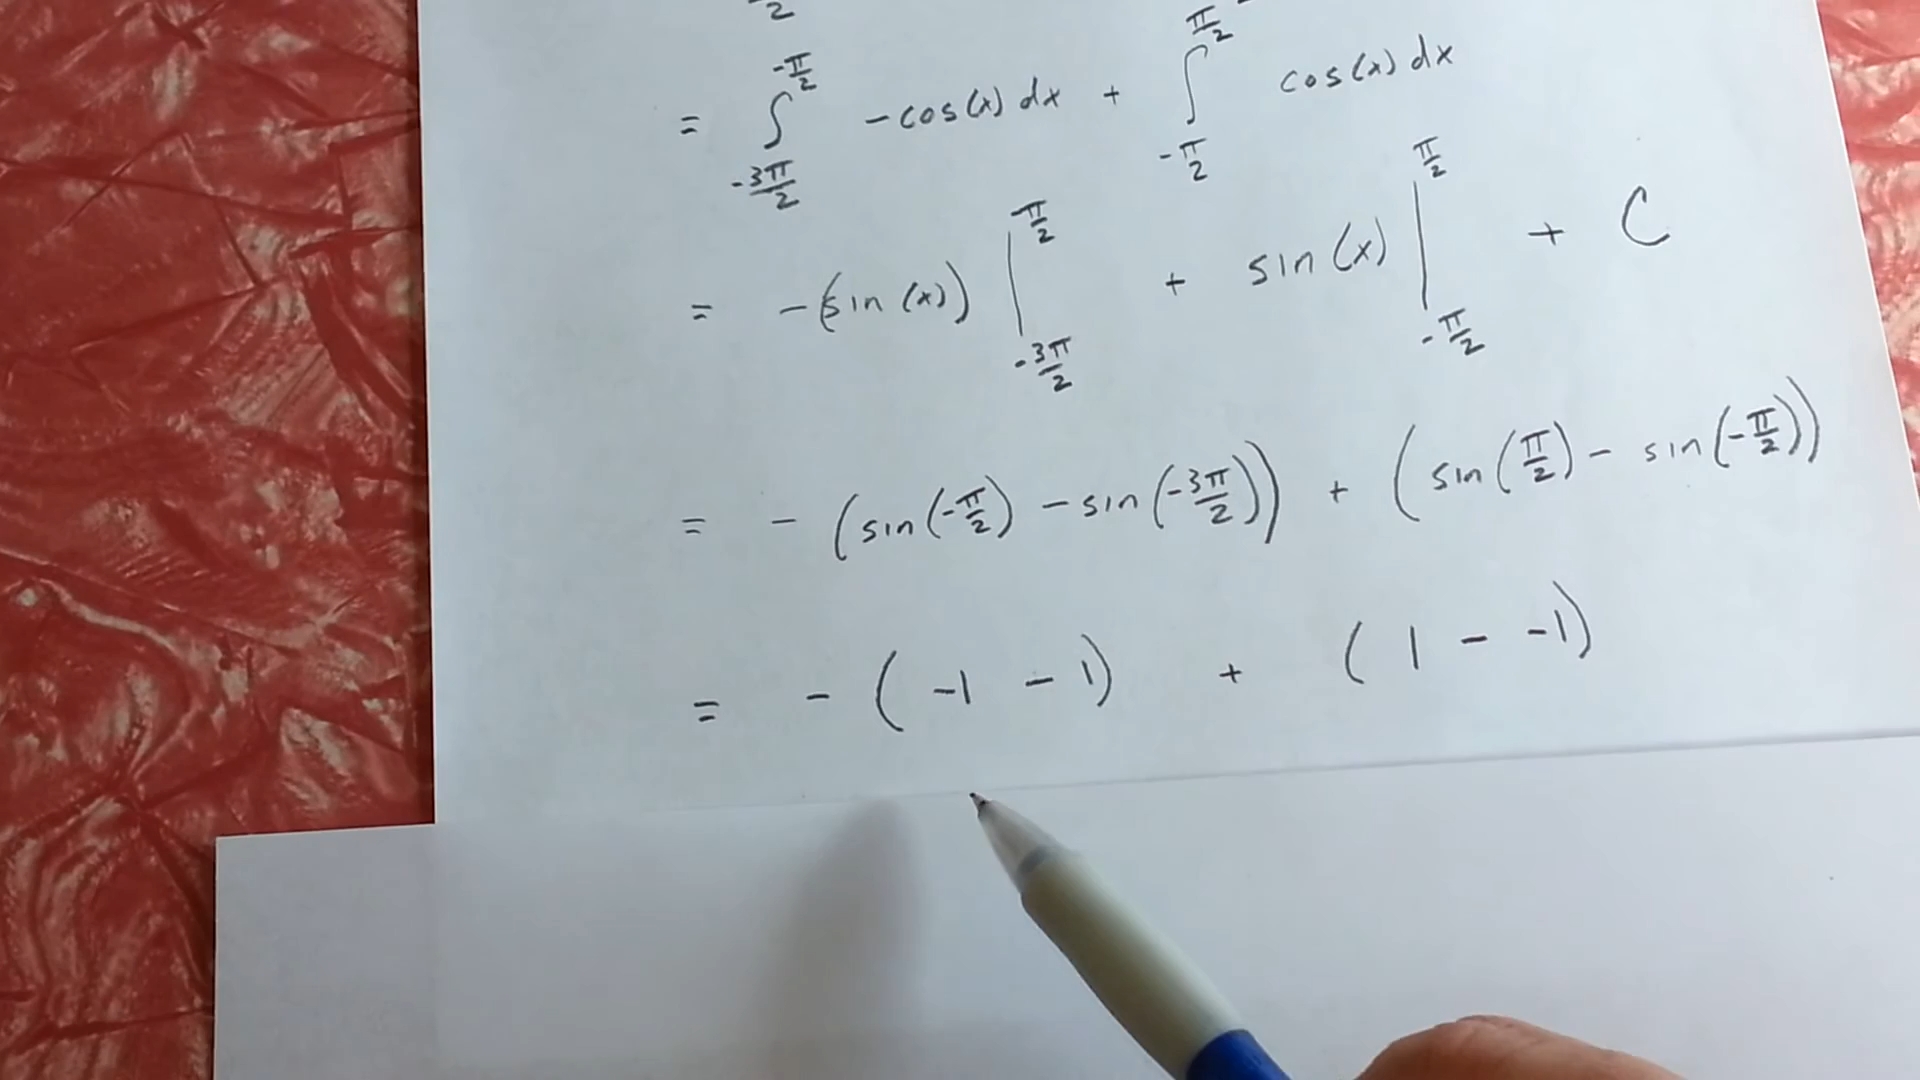 = ∫_{-3π/2}^{-π/2} -cos(x) dx + ∫_{-π/2}^{π/2} cos(x) dx
= -(sin(x)) |_{-3π/2}^{-π/2} + sin(x) |_{-π/2}^{π/2} + C
= - (sin(-π/2) - sin(-3π/2)) + (sin(π/2) - sin(-π/2))
= - ( -1 - 1) + ( 1 - -1)